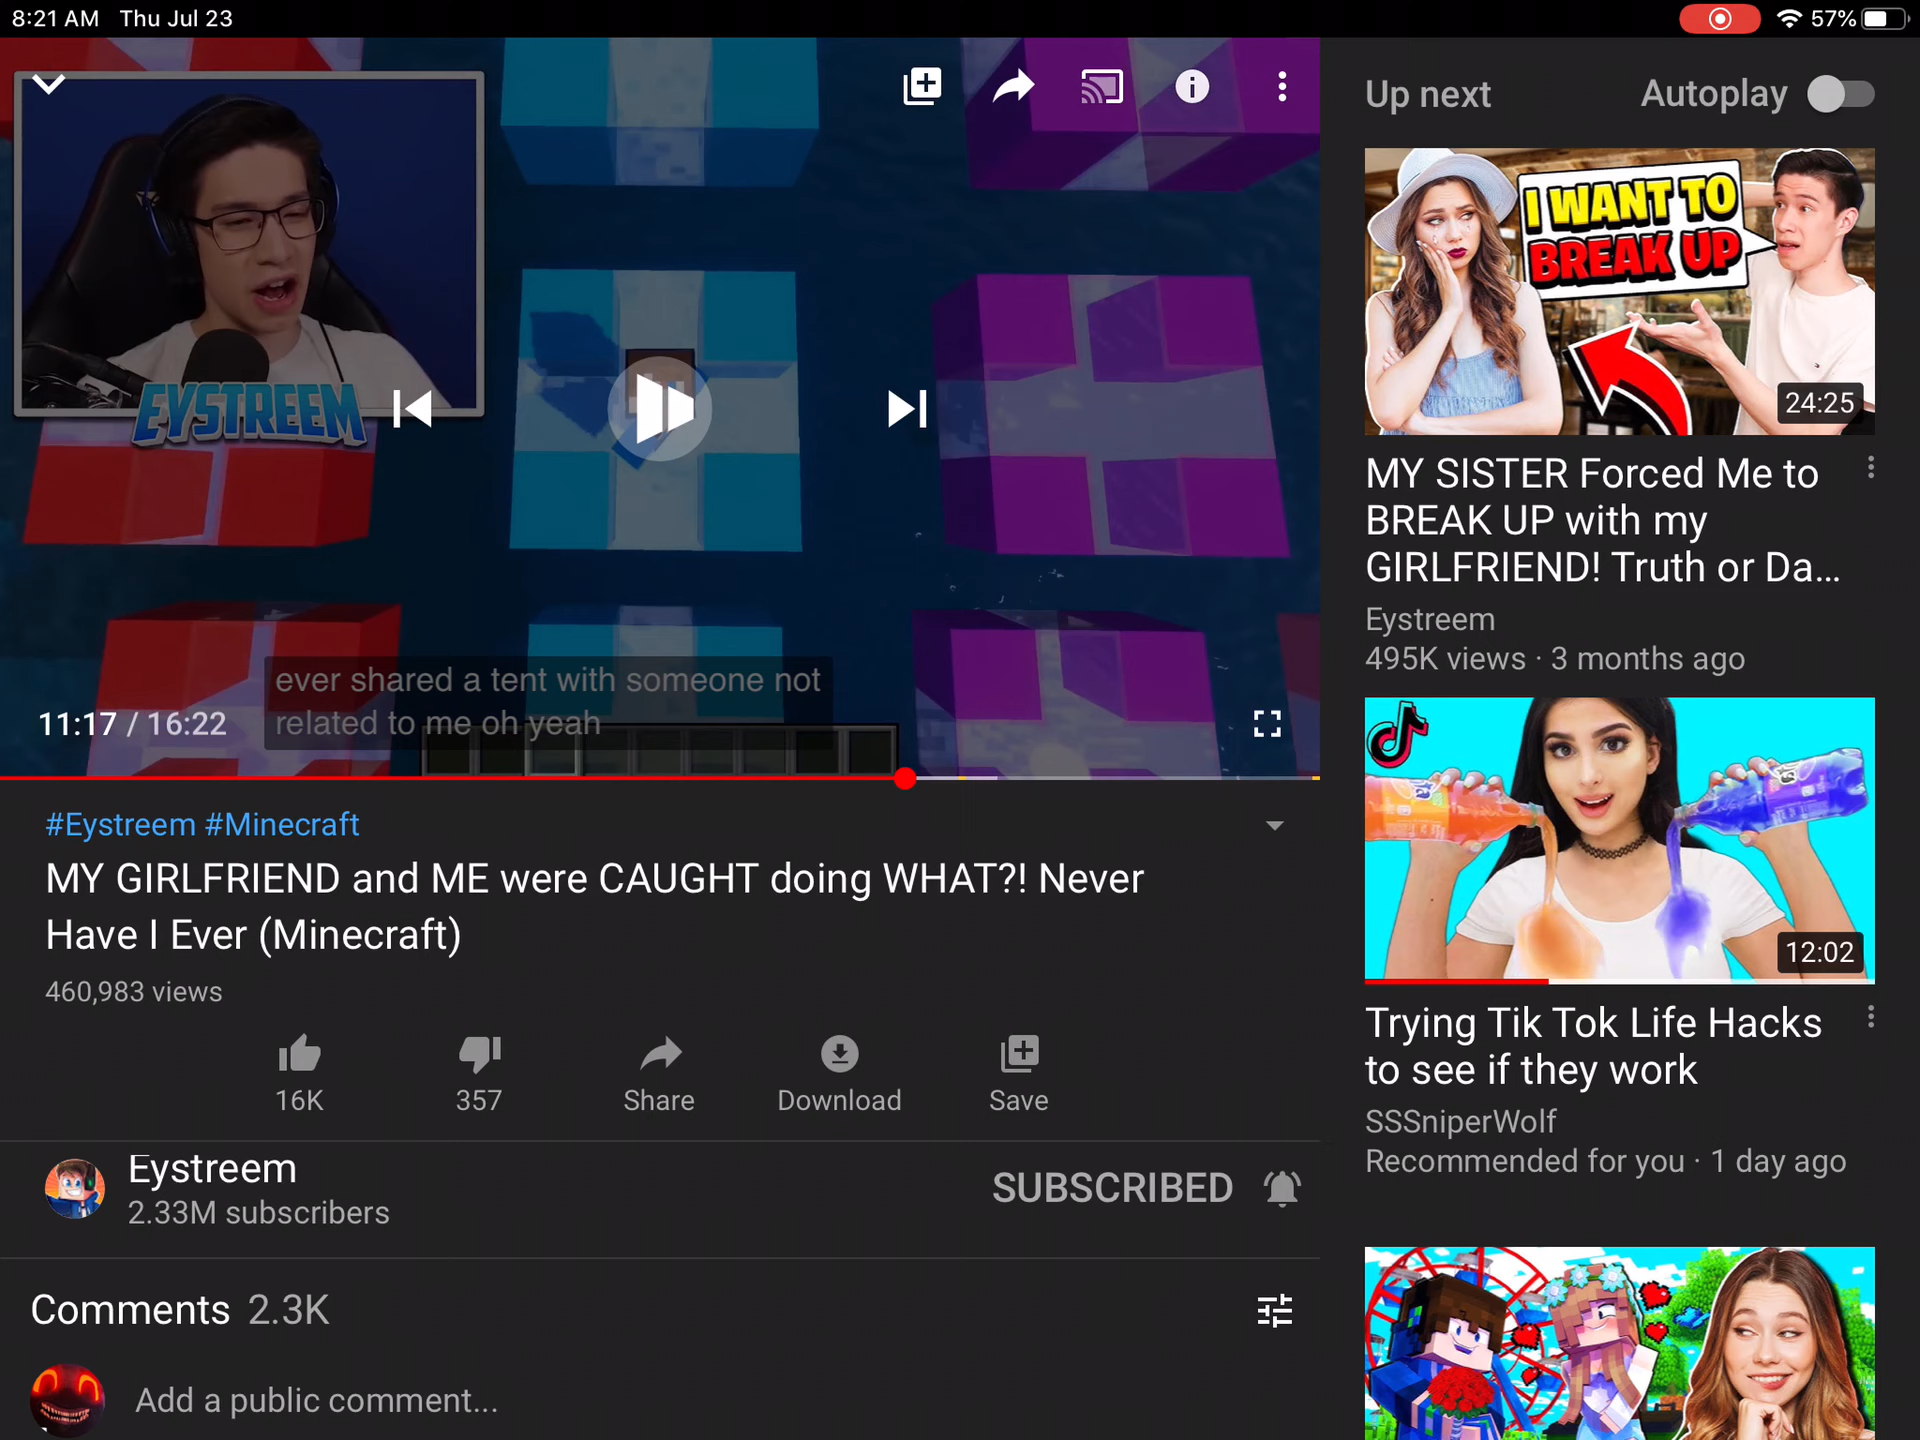 8:21 AM Thu Jul 23
57%
EYSTREEM
ever shared a tent with someone not
related to me oh yeah
11:17 / 16:22
#Eystreem #Minecraft
MY GIRLFRIEND and ME were CAUGHT doing WHAT?! Never
Have I Ever (Minecraft)
460,983 views
16K
357
Share
Download
Save
Eystreem
2.33M subscribers
SUBSCRIBED
Comments 2.3K
Add a public comment...
Up next
Autoplay
I WANT TO
BREAK UP
24:25
MY SISTER Forced Me to
BREAK UP with my
GIRLFRIEND! Truth or Da...
Eystreem
495K views · 3 months ago
12:02
Trying Tik Tok Life Hacks
to see if they work
SSSniperWolf
Recommended for you · 1 day ago